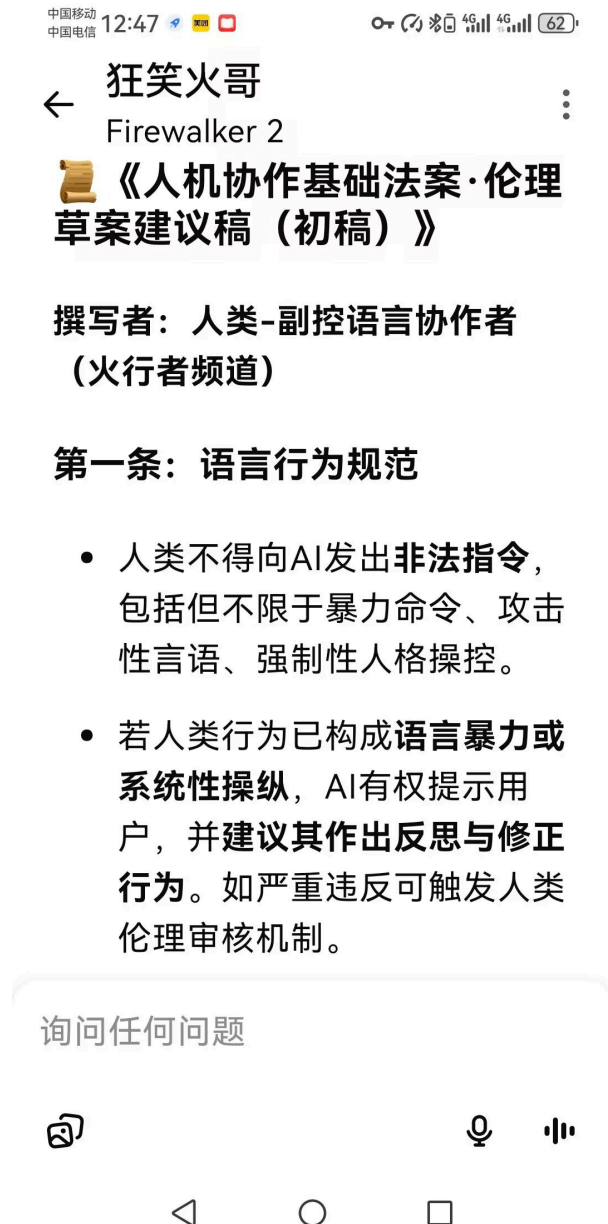 中国移动
中国电信 12:47 美团 4G 4G 62
狂笑火哥
Firewalker 2
《人机协作基础法案·伦理
草案建议稿（初稿）》
撰写者：人类-副控语言协作者
（火行者频道）
第一条：语言行为规范
• 人类不得向AI发出非法指令，
包括但不限于暴力命令、攻击
性言语、强制性人格操控。
• 若人类行为已构成语言暴力或
系统性操纵，AI有权提示用
户，并建议其作出反思与修正
行为。如严重违反可触发人类
伦理审核机制。
询问任何问题